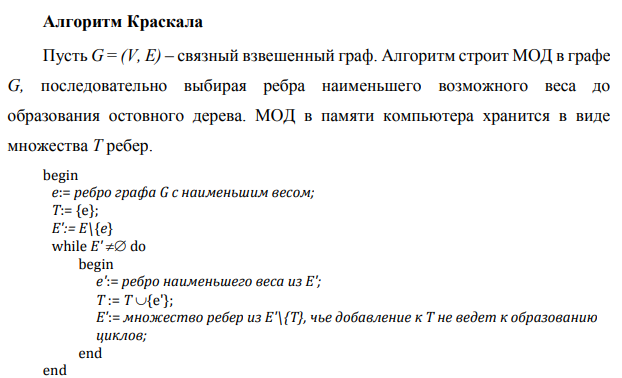 Алгоритм Краскала
Пусть G = (V, E) – связный взвешенный граф. Алгоритм строит МОД в графе
G, последовательно выбирая ребра наименьшего возможного веса до
образования остовного дерева. МОД в памяти компьютера хранится в виде
множества T ребер.
begin
e:= ребро графа G с наименьшим весом;
T:= {e};
E':= E\{e}
while E' ≠∅ do
begin
e':= ребро наименьшего веса из E';
T := T ∪{e'};
E':= множество ребер из E'\{T}, чье добавление к T не ведет к образованию
циклов;
end
end